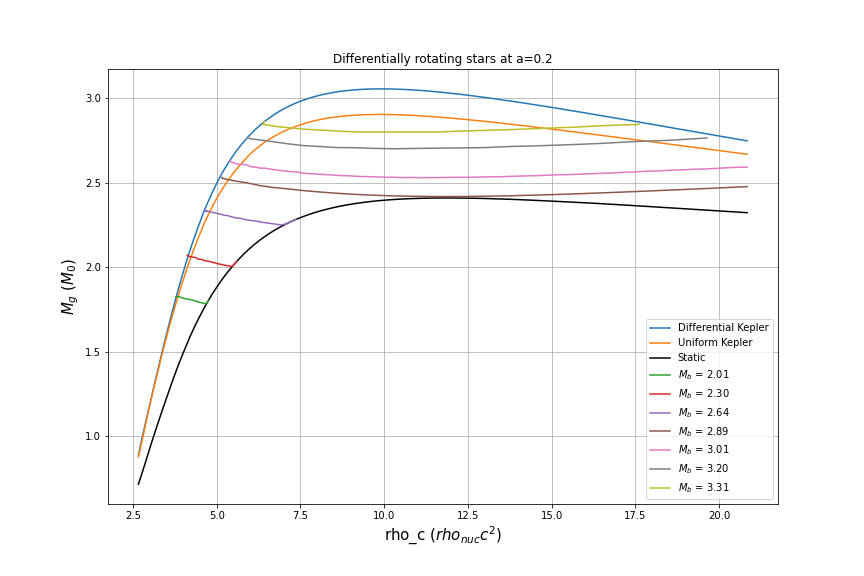 Differentially rotating stars at a=0.2
3.0
2.5
2.0
1.5
1.0
M_g (M_0)
2.5
5.0
7.5
10.0
12.5
15.0
17.5
20.0
rho_c (rho_{nuc}c^2)
Differential Kepler
Uniform Kepler
Static
M_b = 2.01
M_b = 2.30
M_b = 2.64
M_b = 2.89
M_b = 3.01
M_b = 3.20
M_b = 3.31